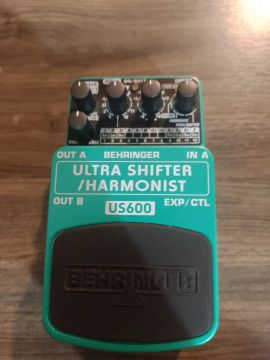 OUT A BEHRINGER IN A
ULTRA SHIFTER
/HARMONIST
OUT B US600 EXP/CTL
BEHRINGER